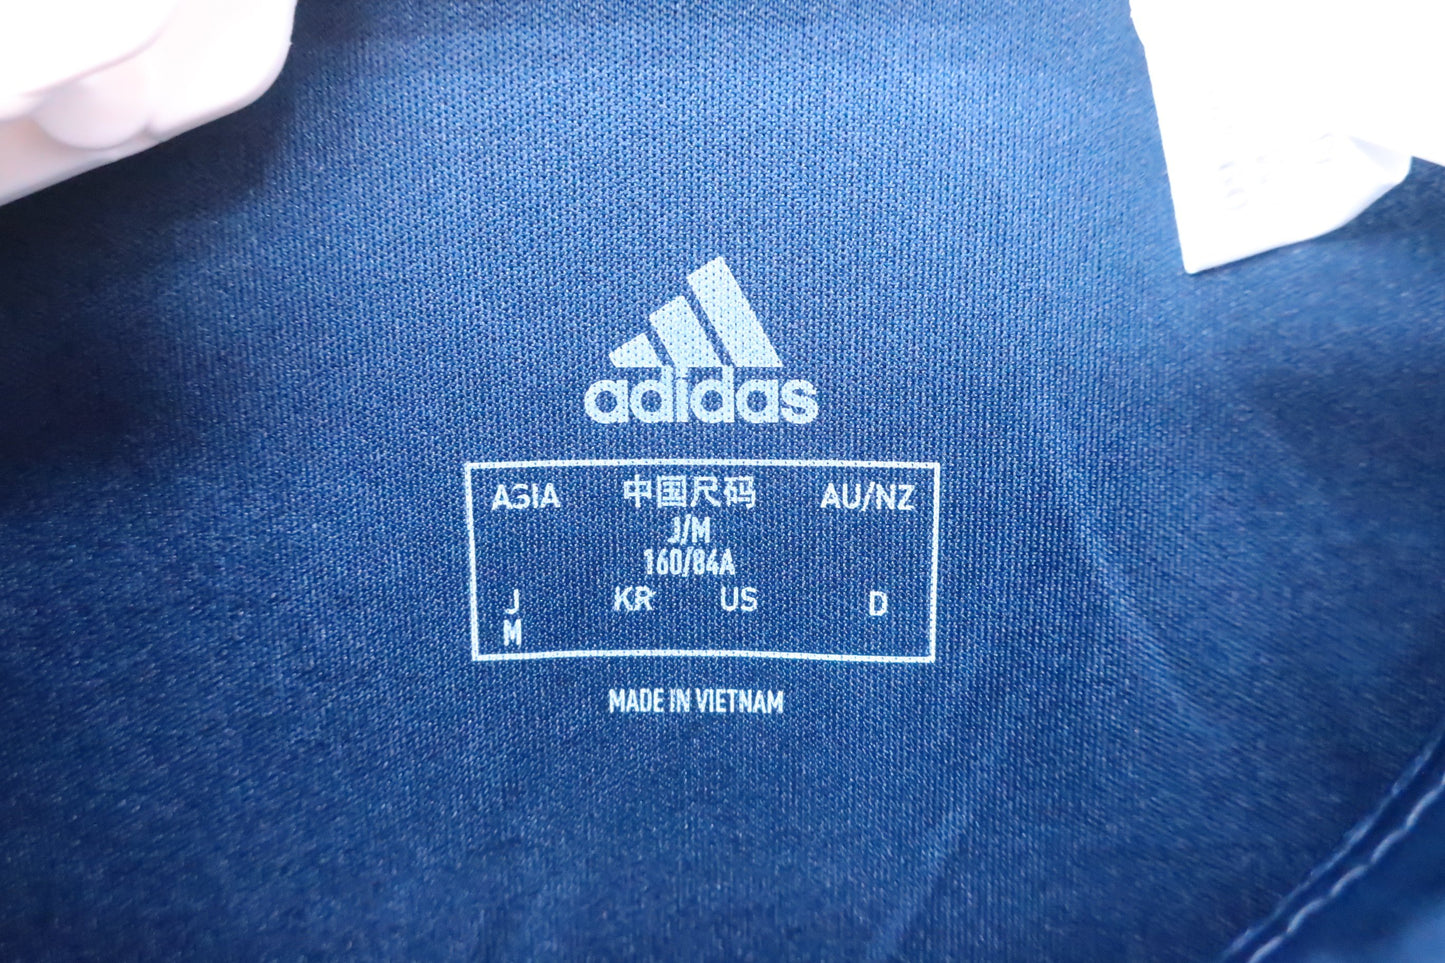 adidas
ASIA 中国尺码 AU/NZ
J/M
160/84A
J KR US D
M
MADE IN VIETNAM